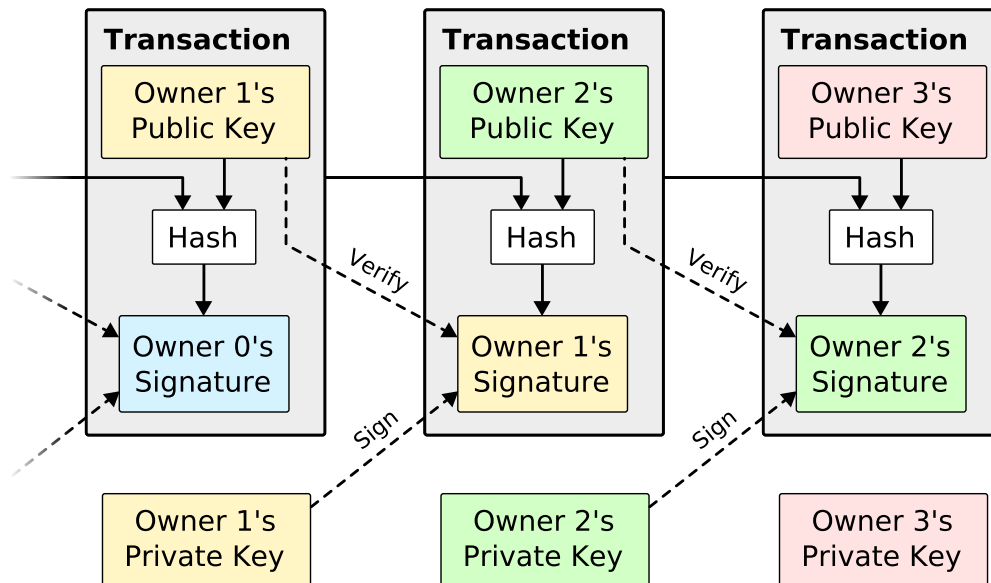 Transaction
Owner 1's
Public Key
Hash
Owner 0's
Signature
Transaction
Owner 2's
Public Key
Hash
Verify
Owner 1's
Signature
Sign
Transaction
Owner 3's
Public Key
Hash
Verify
Owner 2's
Signature
Sign
Owner 1's
Private Key
Owner 2's
Private Key
Owner 3's
Private Key